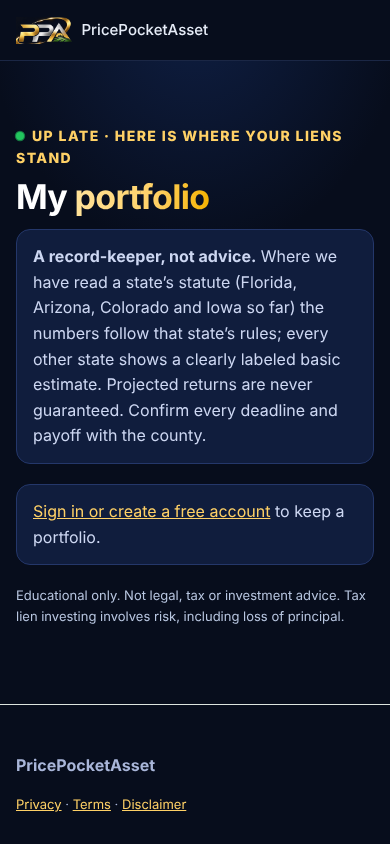 PPA PricePocketAsset
UP LATE · HERE IS WHERE YOUR LIENS
STAND
My portfolio
A record-keeper, not advice. Where we
have read a state’s statute (Florida,
Arizona, Colorado and Iowa so far) the
numbers follow that state’s rules; every
other state shows a clearly labeled basic
estimate. Projected returns are never
guaranteed. Confirm every deadline and
payoff with the county.
Sign in or create a free account to keep a
portfolio.
Educational only. Not legal, tax or investment advice. Tax
lien investing involves risk, including loss of principal.
PricePocketAsset
Privacy · Terms · Disclaimer